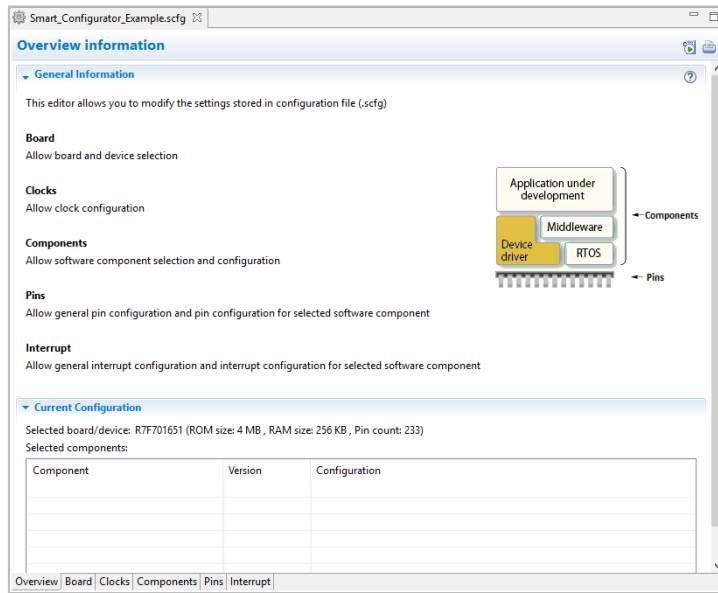 Smart_Configurator_Example.scfg
Overview information
General Information
This editor allows you to modify the settings stored in configuration file (.scfg)
Board
Allow board and device selection
Clocks
Allow clock configuration
Components
Allow software component selection and configuration
Pins
Allow general pin configuration and pin configuration for selected software component
Interrupt
Allow general interrupt configuration and interrupt configuration for selected software component
Application under
development
Middleware
Device
driver
RTOS
Components
Pins
Current Configuration
Selected board/device: R7F701651 (ROM size: 4 MB , RAM size: 256 KB , Pin count: 233)
Selected components:
Component Version Configuration
Overview Board Clocks Components Pins Interrupt